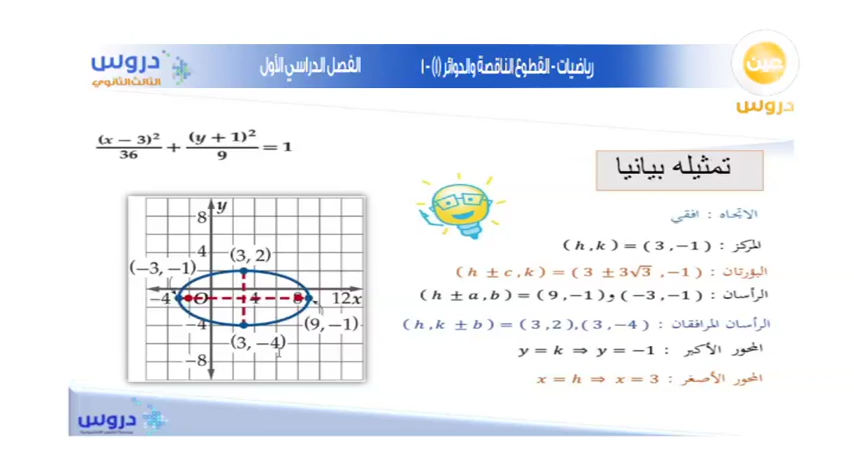 دروس
الثالث الثانوي
الفصل الدراسي الأول
رياضيات - القطوع الناقصة والدوائر (١) - ١
عين
دروس
(x − 3)²/36 + (y + 1)²/9 = 1
تمثيله بيانيا
الاتجاه : افقي
المركز : (h, k) = (3, −1)
البؤرتان : (h ± c, k) = (3 ± 3√3, −1)
الرأسان : (h ± a, b) = (9, −1) و (−3, −1)
الرأسان المرافقان : (h, k ± b) = (3, 2), (3, −4)
المحور الأكبر : y = k ⇒ y = −1
المحور الأصغر : x = h ⇒ x = 3
8
y
4
(3, 2)
(−3, −1)
−4
O
4
8
12x
−4
(9, −1)
(3, −4)
−8
دروس